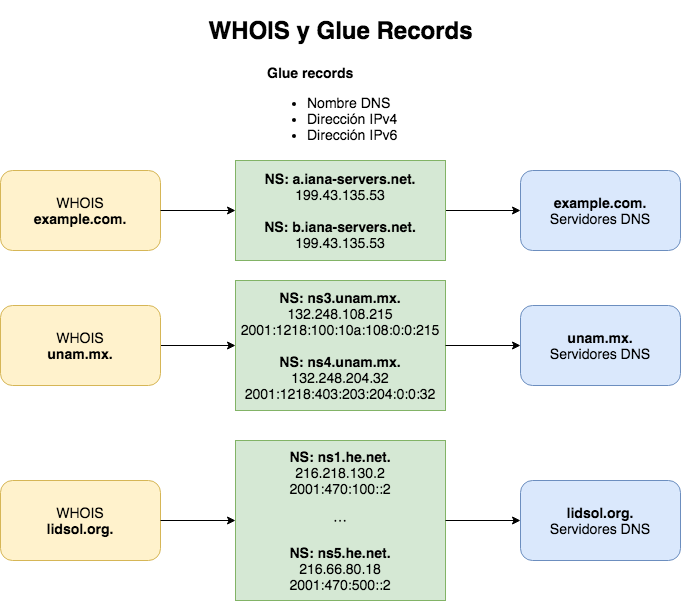 WHOIS y Glue Records
Glue records
• Nombre DNS
• Dirección IPv4
• Dirección IPv6
WHOIS
example.com.
NS: a.iana-servers.net.
199.43.135.53
NS: b.iana-servers.net.
199.43.135.53
example.com.
Servidores DNS
WHOIS
unam.mx.
NS: ns3.unam.mx.
132.248.108.215
2001:1218:100:10a:108:0:0:215
NS: ns4.unam.mx.
132.248.204.32
2001:1218:403:203:204:0:0:32
unam.mx.
Servidores DNS
WHOIS
lidsol.org.
NS: ns1.he.net.
216.218.130.2
2001:470:100::2
...
NS: ns5.he.net.
216.66.80.18
2001:470:500::2
lidsol.org.
Servidores DNS